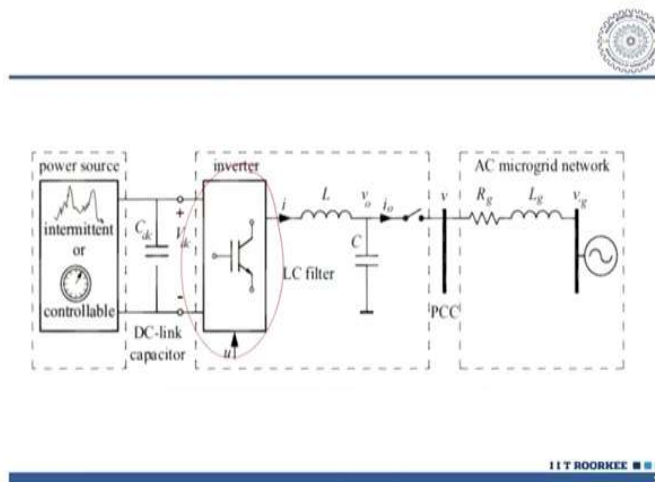 power source
inverter
AC microgrid network
intermittent
or
controllable
C_dc
+
V_dc
-
DC-link
capacitor
u
i
L
v_o
i_o
C
LC filter
v
PCC
R_g
L_g
v_g
I I T ROORKEE